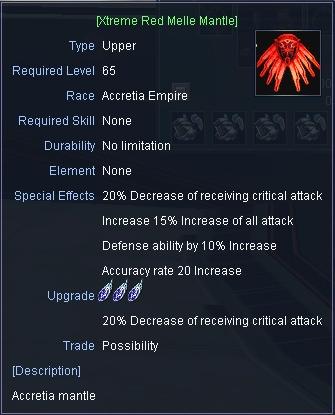 [Xtreme Red Melle Mantle]
Type Upper
Required Level 65
Race Accretia Empire
Required Skill None
Durability No limitation
Element None
Special Effects 20% Decrease of receiving critical attack
Increase 15% Increase of all attack
Defense ability by 10% Increase
Accuracy rate 20 Increase
Upgrade
20% Decrease of receiving critical attack
Trade Possibility
[Description]
Accretia mantle